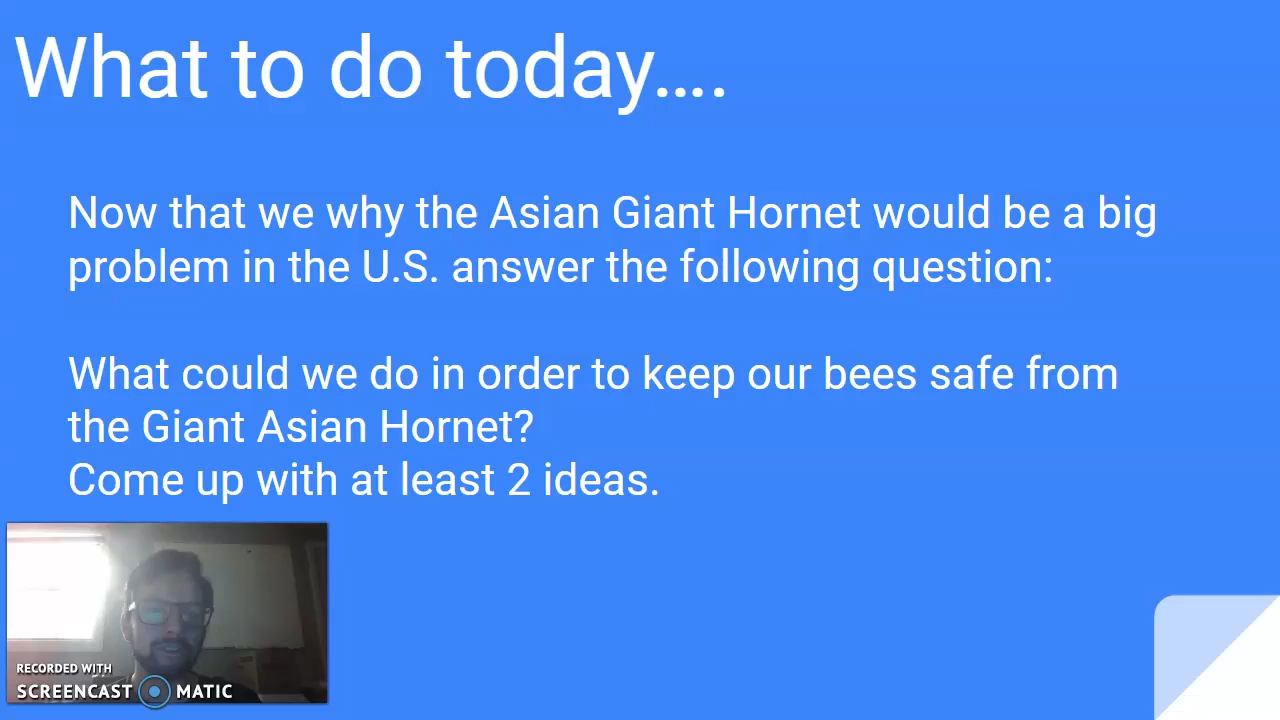 What to do today....
Now that we why the Asian Giant Hornet would be a big
problem in the U.S. answer the following question:
What could we do in order to keep our bees safe from
the Giant Asian Hornet?
Come up with at least 2 ideas.
RECORDED WITH
SCREENCAST MATIC